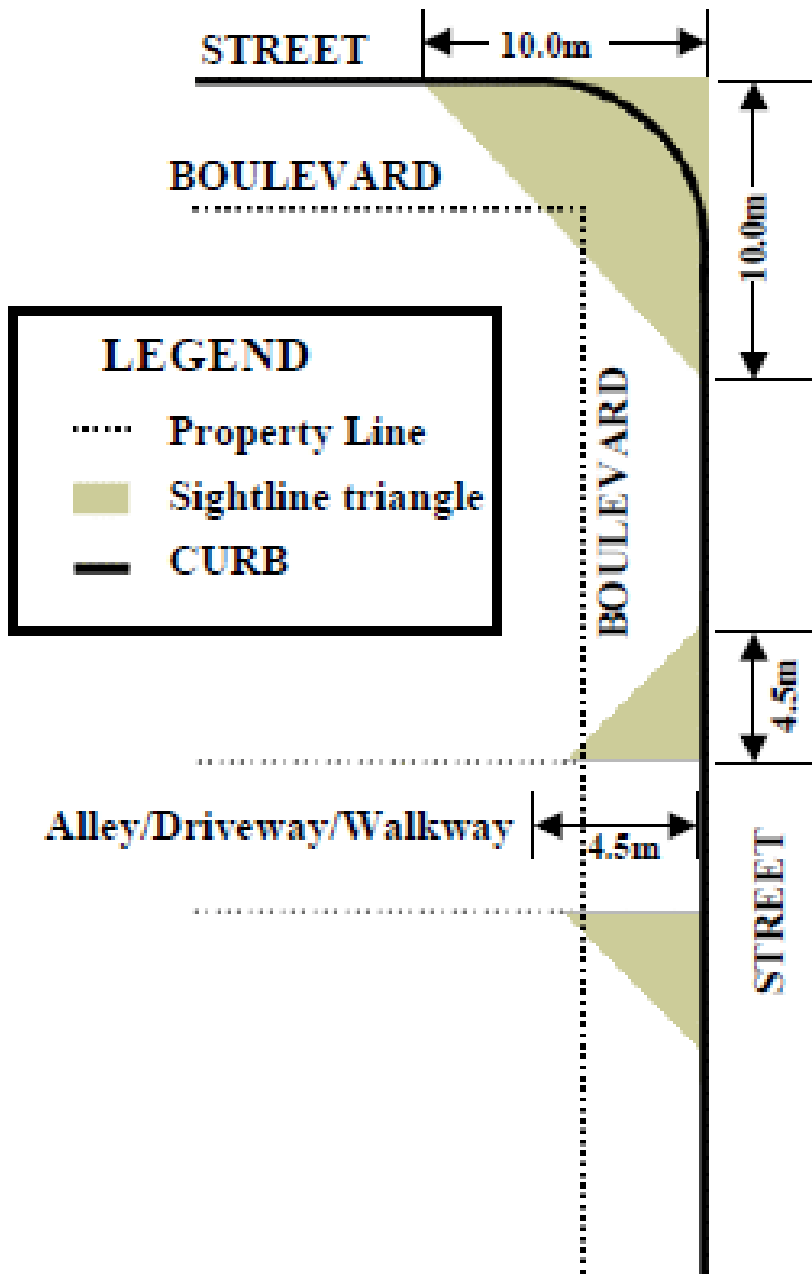 STREET
10.0m
BOULEVARD
10.0m
LEGEND
Property Line
Sightline triangle
CURB
BOULEVARD
4.5m
Alley/Driveway/Walkway
4.5m
STREET